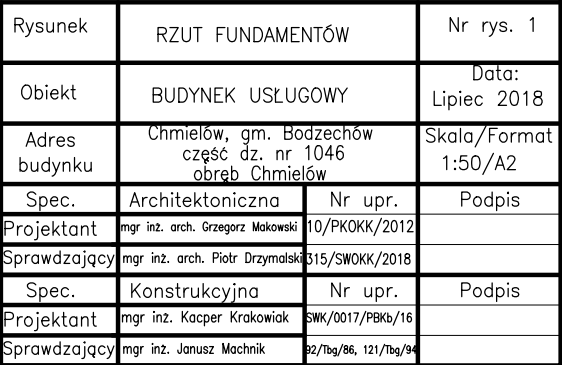 Rysunek RZUT FUNDAMENTÓW Nr rys. 1
Obiekt BUDYNEK USŁUGOWY Data:
Lipiec 2018
Adres
budynku
Chmielów, gm. Bodzechów
część dz. nr 1046
obręb Chmielów
Skala/Format
1:50/A2
Spec. Architektoniczna Nr upr. Podpis
Projektant mgr inż. arch. Grzegorz Makowski 10/PKOKK/2012
Sprawdzający mgr inż. arch. Piotr Drzymalski 315/SWOKK/2018
Spec. Konstrukcyjna Nr upr. Podpis
Projektant mgr inż. Kacper Krakowiak SWK/0017/PBKb/16
Sprawdzający mgr inż. Janusz Machnik 92/Tbg/86, 121/Tbg/94